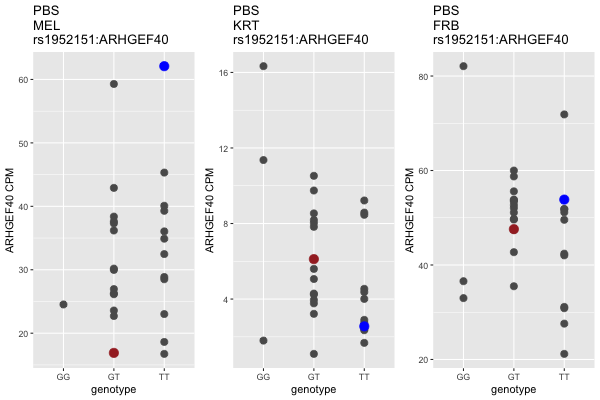 PBS
MEL
rs1952151:ARHGEF40
60
50
40
30
20
ARHGEF40 CPM
GG GT TT
genotype
PBS
KRT
rs1952151:ARHGEF40
16
12
8
4
ARHGEF40 CPM
GG GT TT
genotype
PBS
FRB
rs1952151:ARHGEF40
80
60
40
20
ARHGEF40 CPM
GG GT TT
genotype